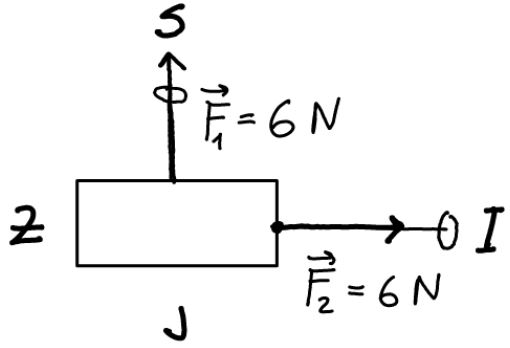 S
F⃗₁ = 6 N
Z
I
F⃗₂ = 6 N
J